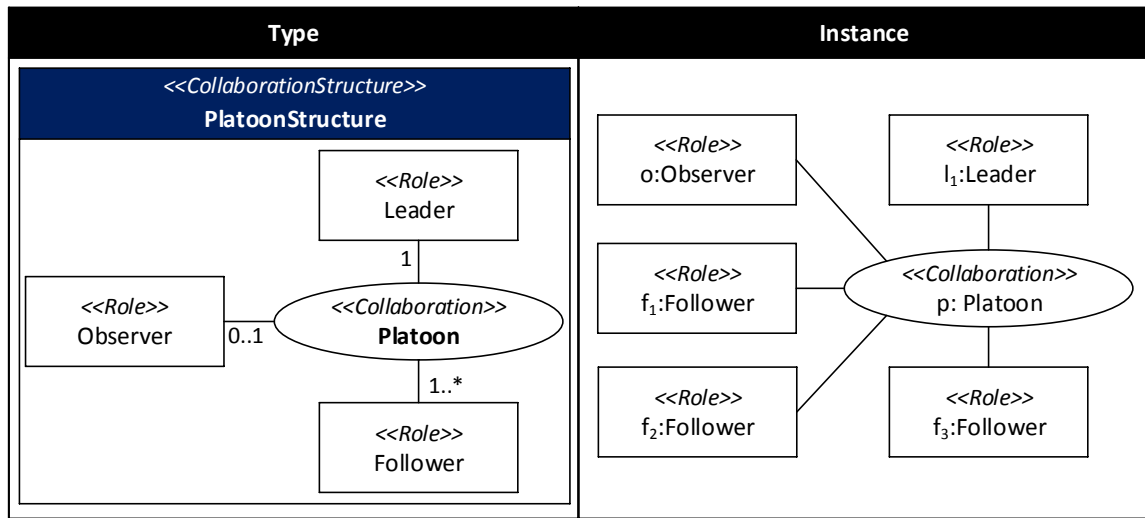 Type
<<CollaborationStructure>>
PlatoonStructure
<<Role>>
Leader
1
<<Role>>
Observer
0..1
<<Collaboration>>
Platoon
1..*
<<Role>>
Follower
Instance
<<Role>>
o:Observer
<<Role>>
l₁:Leader
<<Role>>
f₁:Follower
<<Collaboration>>
p: Platoon
<<Role>>
f₂:Follower
<<Role>>
f₃:Follower